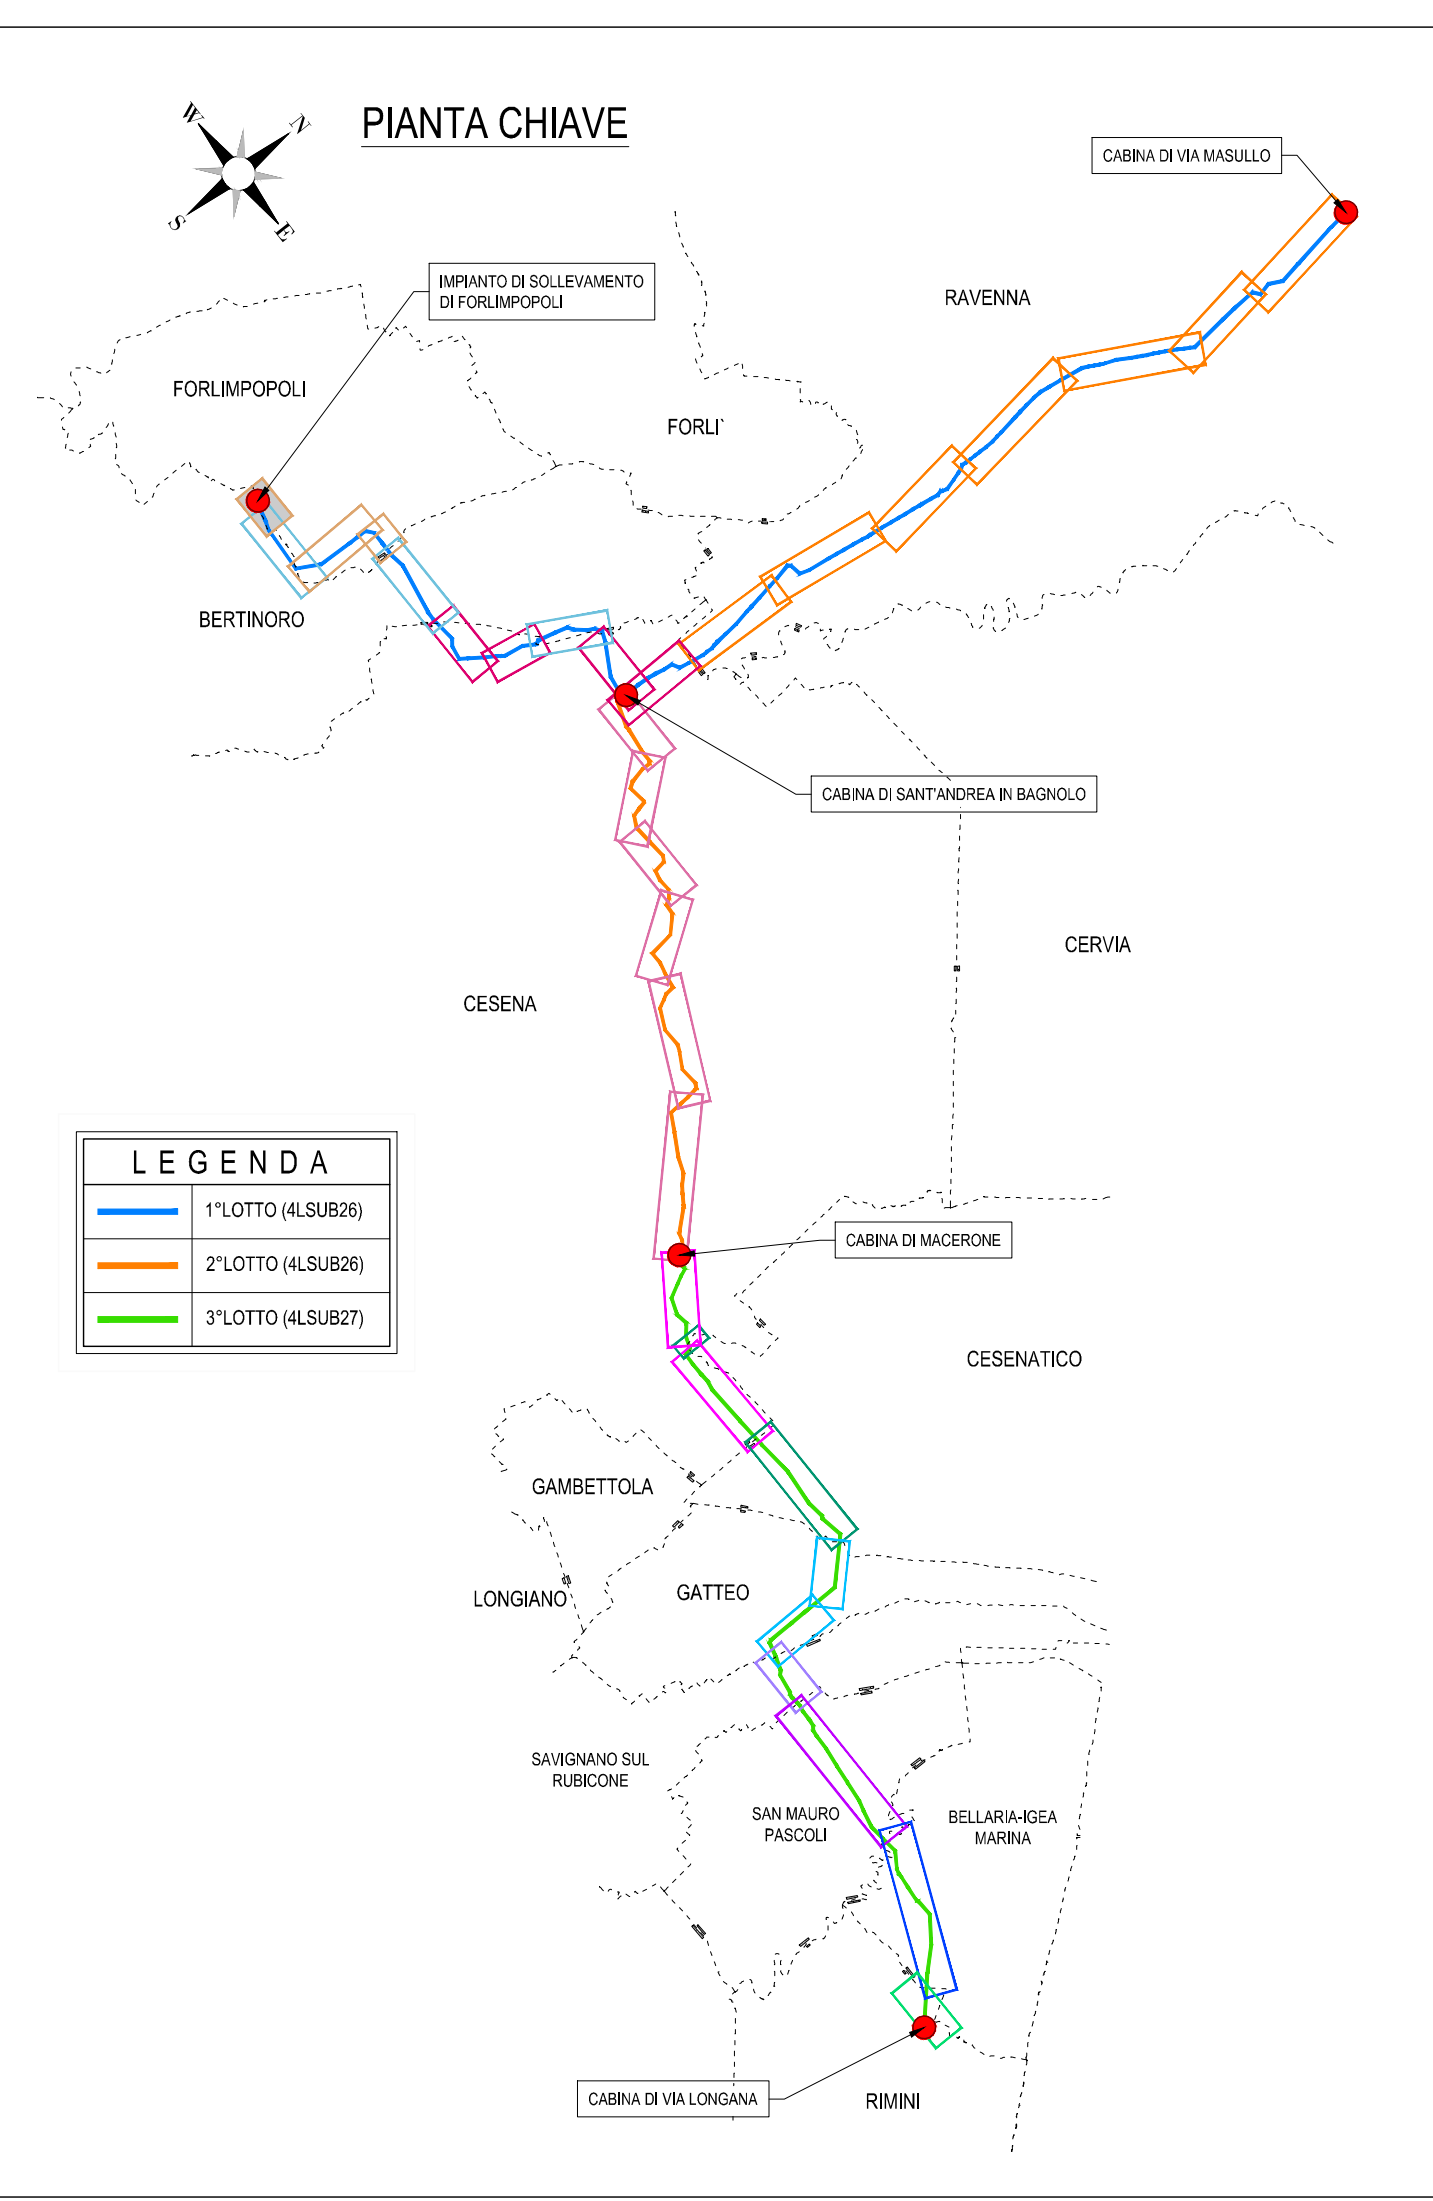 PIANTA CHIAVE
W
N
S
E
CABINA DI VIA MASULLO
IMPIANTO DI SOLLEVAMENTO
DI FORLIMPOPOLI
RAVENNA
FORLIMPOPOLI
FORLI`
BERTINORO
CABINA DI SANT'ANDREA IN BAGNOLO
CERVIA
CESENA
LEGENDA
1°LOTTO (4LSUB26)
2°LOTTO (4LSUB26)
3°LOTTO (4LSUB27)
CABINA DI MACERONE
CESENATICO
GAMBETTOLA
LONGIANO
GATTEO
SAVIGNANO SUL
RUBICONE
SAN MAURO
PASCOLI
BELLARIA-IGEA
MARINA
CABINA DI VIA LONGANA
RIMINI